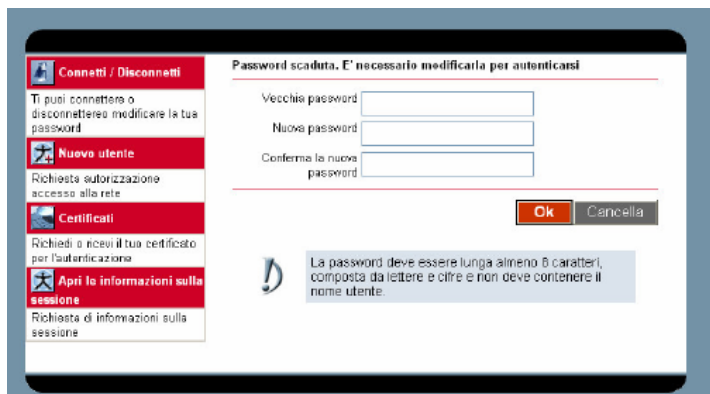 Connetti / Disconnetti
Ti puoi connettere o
disconnettereo modificare la tua
password
Nuovo utente
Richiesta autorizzazione
accesso alla rete
Certificati
Richiedi o ricevi il tuo certificato
per l'autenticazione
Apri le informazioni sulla
sessione
Richiesta di informazioni sulla
sessione
Password scaduta. E' necessario modificarla per autenticarsi
Vecchia password
Nuova password
Conferma la nuova
password
Ok
Cancella
La password deve essere lunga almeno 8 caratteri,
composta da lettere e cifre e non deve contenere il
nome utente.